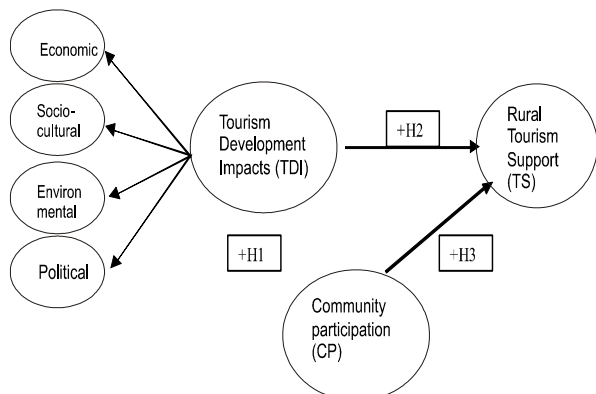 Economic
Socio-
cultural
Environ
mental
Political
Tourism
Development
Impacts (TDI)
+H1
+H2
Rural
Tourism
Support
(TS)
+H3
Community
participation
(CP)